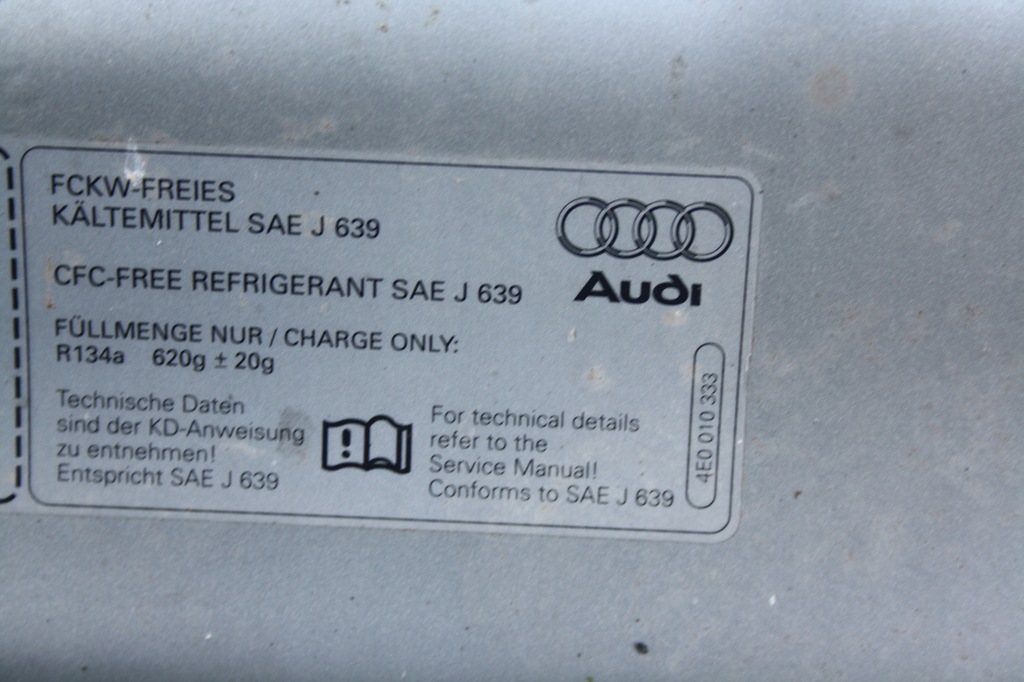 FCKW-FREIES
KÄLTEMITTEL SAE J 639
CFC-FREE REFRIGERANT SAE J 639
FÜLLMENGE NUR / CHARGE ONLY:
R134a 620g ± 20g
Technische Daten
sind der KD-Anweisung
zu entnehmen!
Entspricht SAE J 639
For technical details
refer to the
Service Manual!
Conforms to SAE J 639
Audi
4E0 010 333